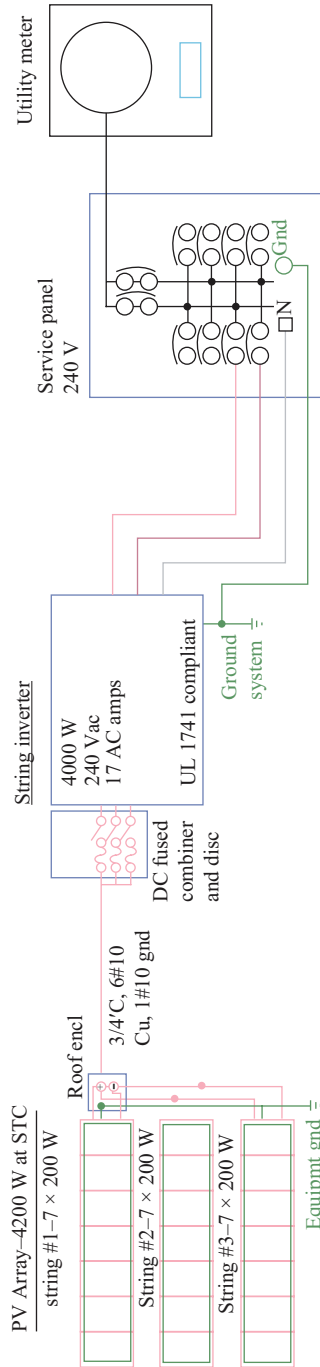 PV Array–4200 W at STC
string #1–7 × 200 W
String #2–7 × 200 W
String #3–7 × 200 W
Equipmt gnd
Roof encl
3/4′C, 6#10
Cu, 1#10 gnd
DC fused
combiner
and disc
String inverter
4000 W
240 Vac
17 AC amps
UL 1741 compliant
Ground
system
Service panel
240 V
N
Gnd
Utility meter